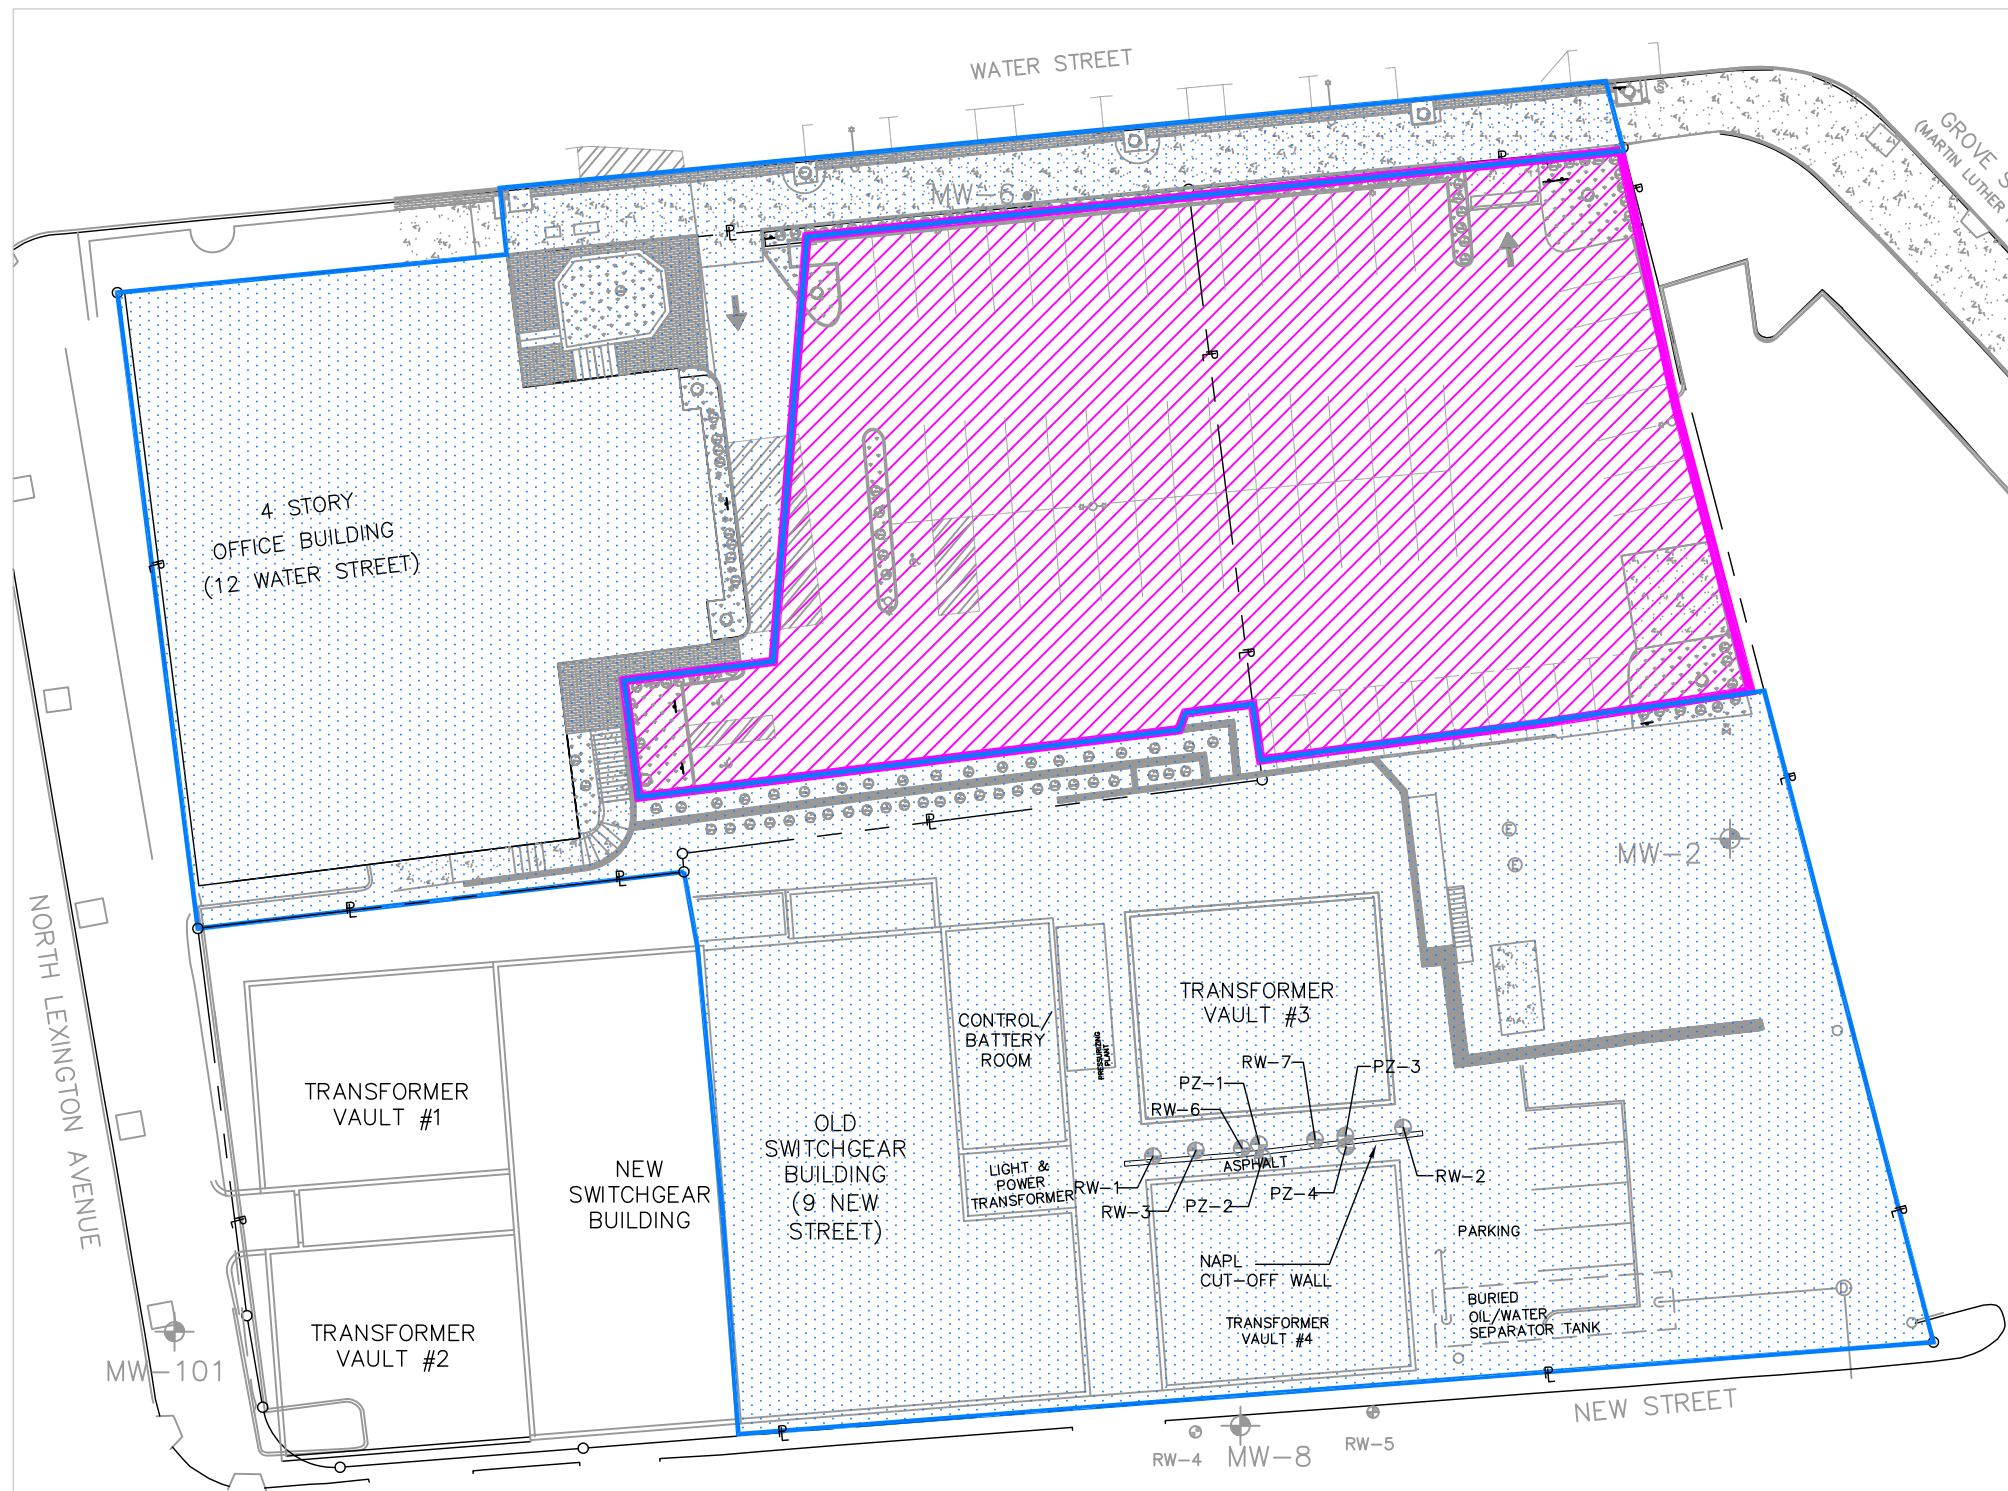 WATER STREET
GROVE S
(MARTIN LUTHER
MW-6
4 STORY
OFFICE BUILDING
(12 WATER STREET)
MW-2
NORTH LEXINGTON AVENUE
TRANSFORMER
VAULT #1
TRANSFORMER
VAULT #2
NEW
SWITCHGEAR
BUILDING
OLD
SWITCHGEAR
BUILDING
(9 NEW
STREET)
CONTROL/
BATTERY
ROOM
PRESSURIZING
PLANT
LIGHT &
POWER
TRANSFORMER
TRANSFORMER
VAULT #3
RW-7
PZ-3
PZ-1
RW-6
ASPHALT
RW-1
RW-3
PZ-2
PZ-4
RW-2
NAPL
CUT-OFF WALL
TRANSFORMER
VAULT #4
PARKING
BURIED
OIL/WATER
SEPARATOR TANK
E
E
D
S
MW-101
NEW STREET
RW-4
MW-8
RW-5